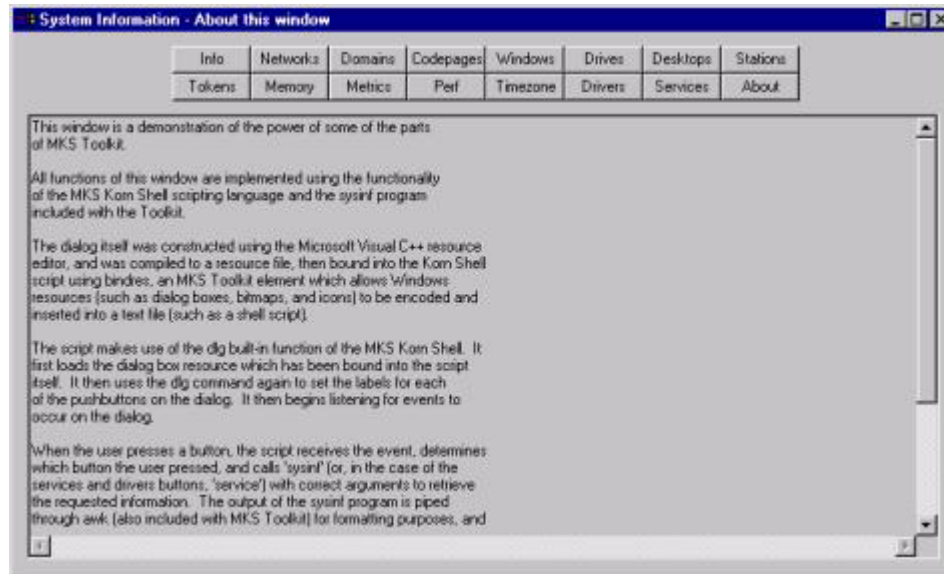 System Information - About this window
Info Networks Domains Codepages Windows Drives Desktops Stations
Tokens Memory Metrics Perf Timezone Drivers Services About
This window is a demonstration of the power of some of the parts
of MKS Toolkit.
All functions of this window are implemented using the functionality
of the MKS Korn Shell scripting language and the sysinf program
included with the Toolkit.
The dialog itself was constructed using the Microsoft Visual C++ resource
editor, and was compiled to a resource file, then bound into the Korn Shell
script using bindres, an MKS Toolkit element which allows Windows
resources (such as dialog boxes, bitmaps, and icons) to be encoded and
inserted into a text file (such as a shell script).
The script makes use of the dlg built-in function of the MKS Korn Shell. It
first loads the dialog box resource which has been bound into the script
itself. It then uses the dlg command again to set the labels for each
of the pushbuttons on the dialog. It then begins listening for events to
occur on the dialog.
When the user presses a button, the script receives the event, determines
which button the user pressed, and calls 'sysinf' (or, in the case of the
services and drivers buttons, 'service') with correct arguments to retrieve
the requested information. The output of the sysinf program is piped
through awk (also included with MKS Toolkit) for formatting purposes, and